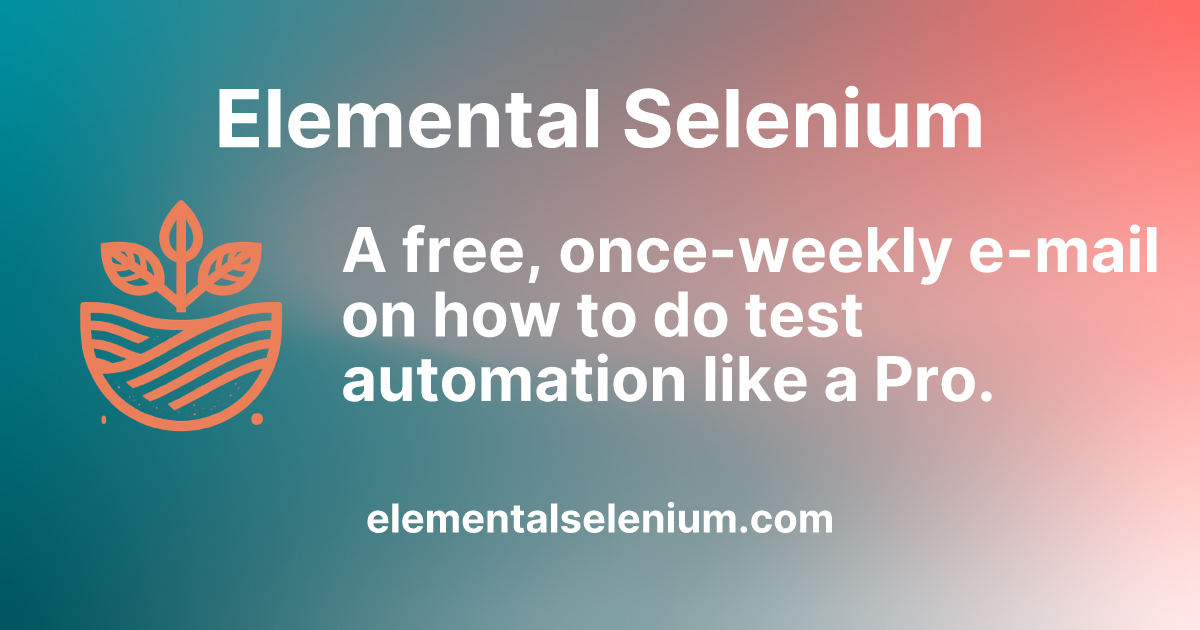 Elemental Selenium
A free, once-weekly e-mail
on how to do test
automation like a Pro.
elementalselenium.com